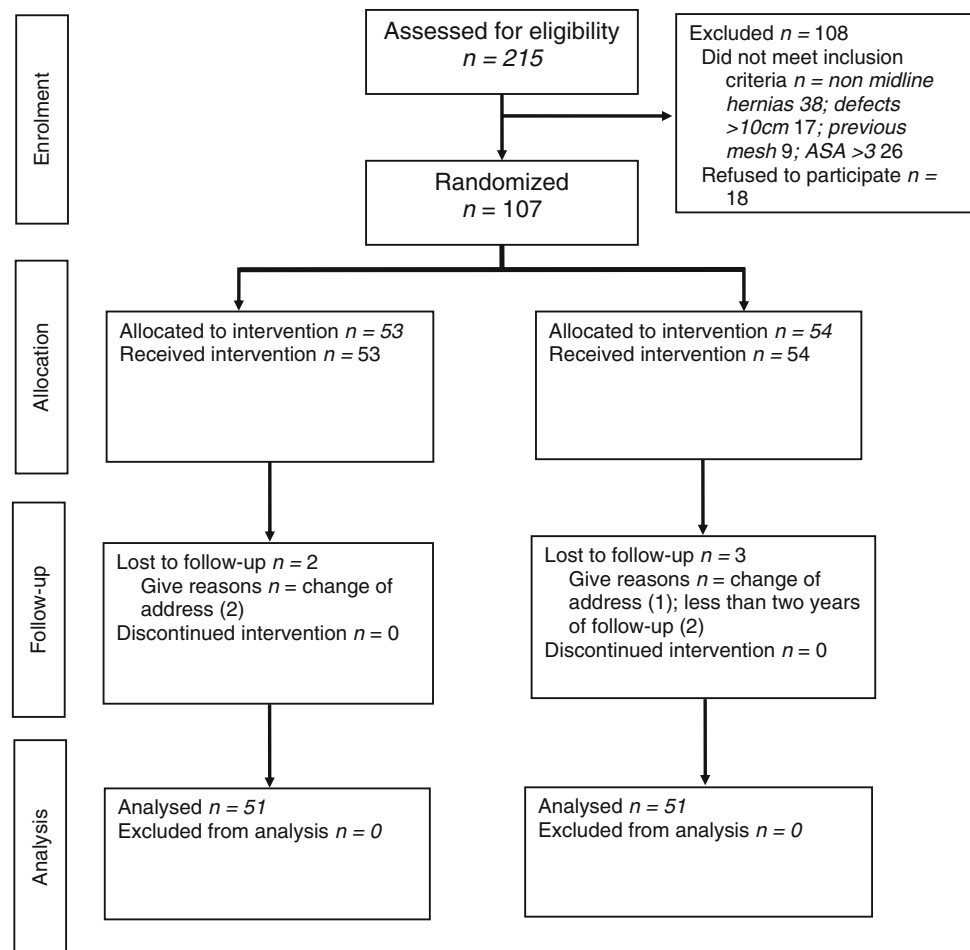 Enrolment
Assessed for eligibility
n = 215
Excluded n = 108
Did not meet inclusion
criteria n = non midline
hernias 38; defects
>10cm 17; previous
mesh 9; ASA >3 26
Refused to participate n =
18
Randomized
n = 107
Allocation
Allocated to intervention n = 53
Received intervention n = 53
Allocated to intervention n = 54
Received intervention n = 54
Follow-up
Lost to follow-up n = 2
Give reasons n = change of
address (2)
Discontinued intervention n = 0
Lost to follow-up n = 3
Give reasons n = change of
address (1); less than two years
of follow-up (2)
Discontinued intervention n = 0
Analysis
Analysed n = 51
Excluded from analysis n = 0
Analysed n = 51
Excluded from analysis n = 0